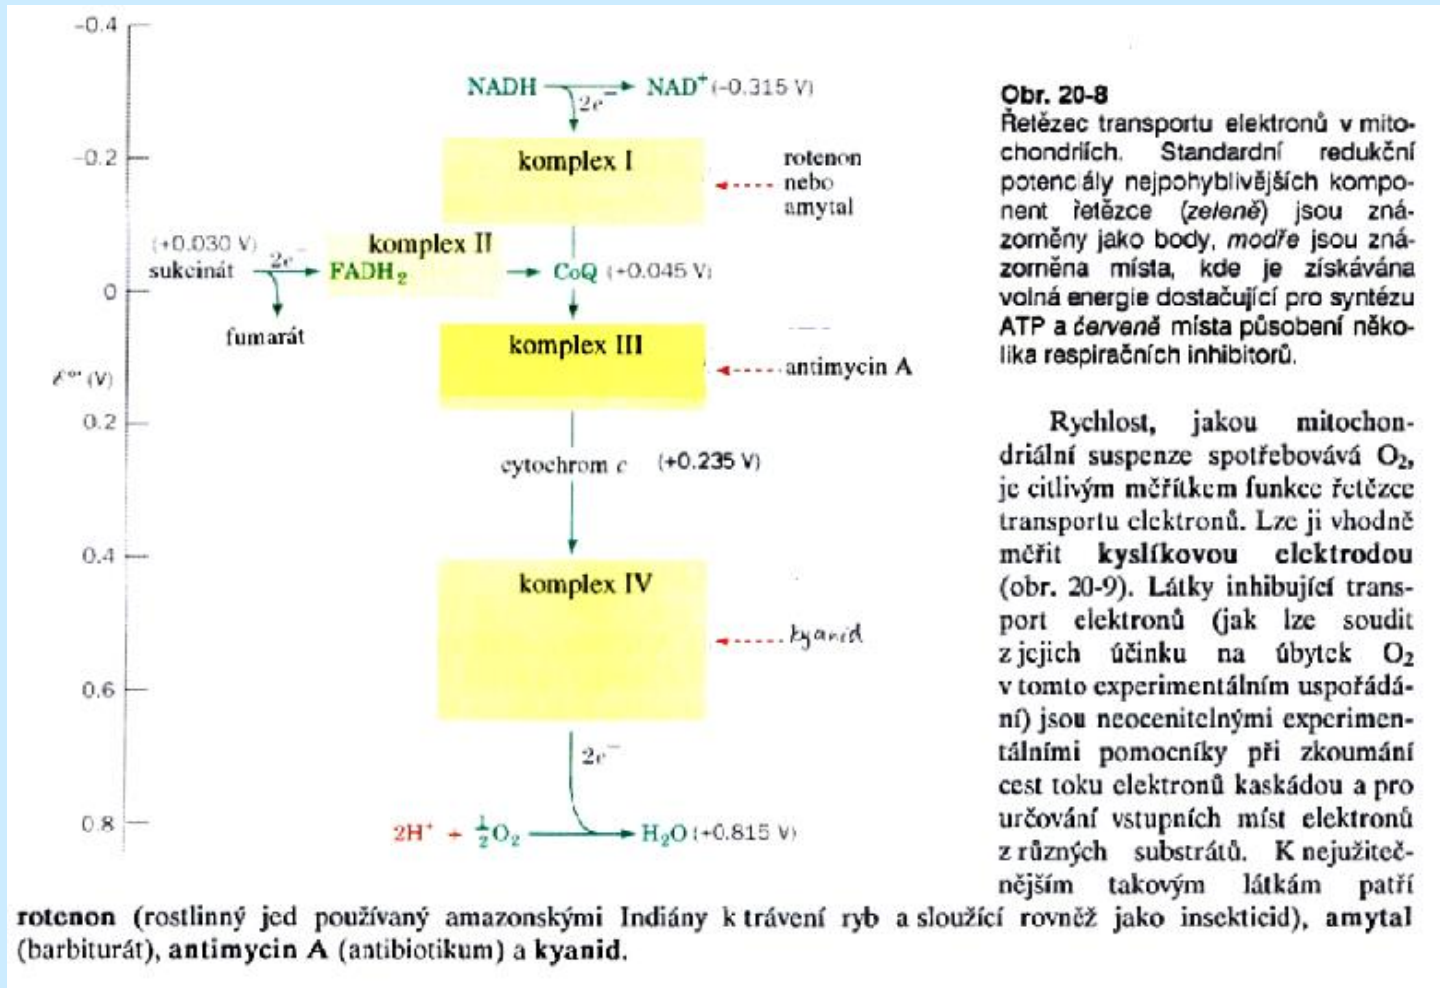 -0.4
NADH NAD⁺ (-0.315 V)
2e⁻
-0.2
komplex I
rotenon
nebo
amytal
(+0.030 V)
komplex II
sukcinát 2e⁻ FADH₂ CoQ (+0.045 V)
0
fumarát
komplex III
antimycin A
ℰ°' (V)
0.2
cytochrom c (+0.235 V)
0.4
komplex IV
kyanid
0.6
2e⁻
0.8
2H⁺ + ½O₂ H₂O (+0.815 V)
Obr. 20-8
Řetězec transportu elektronů v mito-
chondriích. Standardní redukční
potenciály nejpohyblivějších kompo-
nent řetězce (zeleně) jsou zná-
zorněny jako body, modře jsou zná-
zorněna místa, kde je získávána
volná energie dostačující pro syntézu
ATP a červeně místa působení něko-
lika respiračních inhibitorů.
Rychlost, jakou mitochon-
driální suspenze spotřebovává O₂,
je citlivým měřítkem funkce řetězce
transportu elektronů. Lze ji vhodně
měřit kyslíkovou elektrodou
(obr. 20-9). Látky inhibující trans-
port elektronů (jak lze soudit
z jejich účinku na úbytek O₂
v tomto experimentálním uspořádá-
ní) jsou neocenitelnými experimen-
tálními pomocníky při zkoumání
cest toku elektronů kaskádou a pro
určování vstupních míst elektronů
z různých substrátů. K nejužiteč-
nějším takovým látkám patří
rotenon (rostlinný jed používaný amazonskými Indiány k trávení ryb a sloužící rovněž jako insekticid), amytal
(barbiturát), antimycin A (antibiotikum) a kyanid.